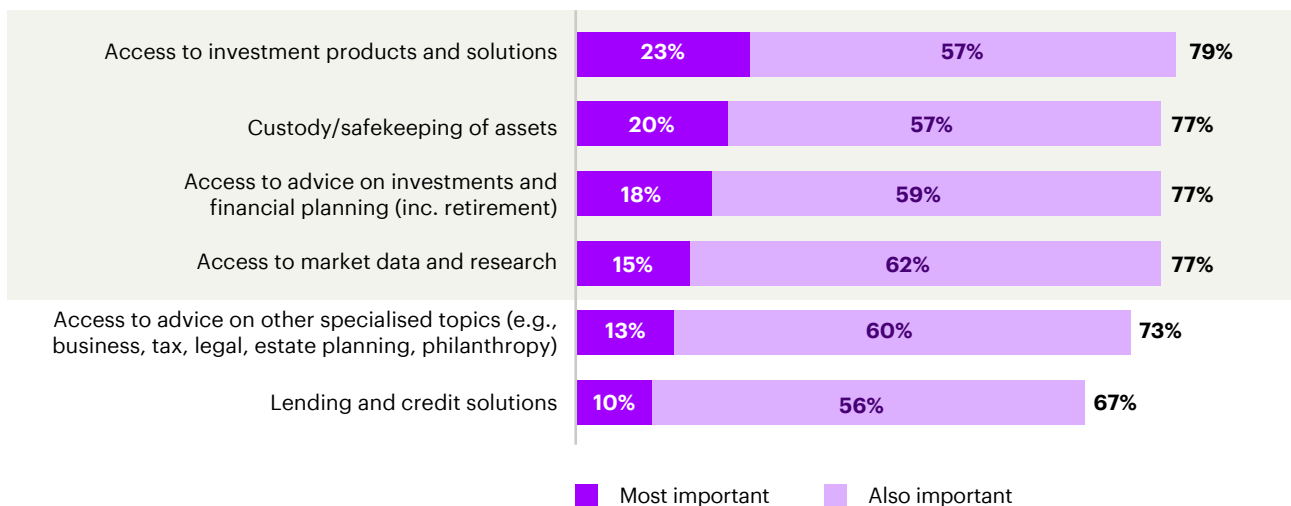 Access to investment products and solutions 23% 57% 79%
Custody/safekeeping of assets 20% 57% 77%
Access to advice on investments and
financial planning (inc. retirement) 18% 59% 77%
Access to market data and research 15% 62% 77%
Access to advice on other specialised topics (e.g.,
business, tax, legal, estate planning, philanthropy) 13% 60% 73%
Lending and credit solutions 10% 56% 67%
Most important Also important